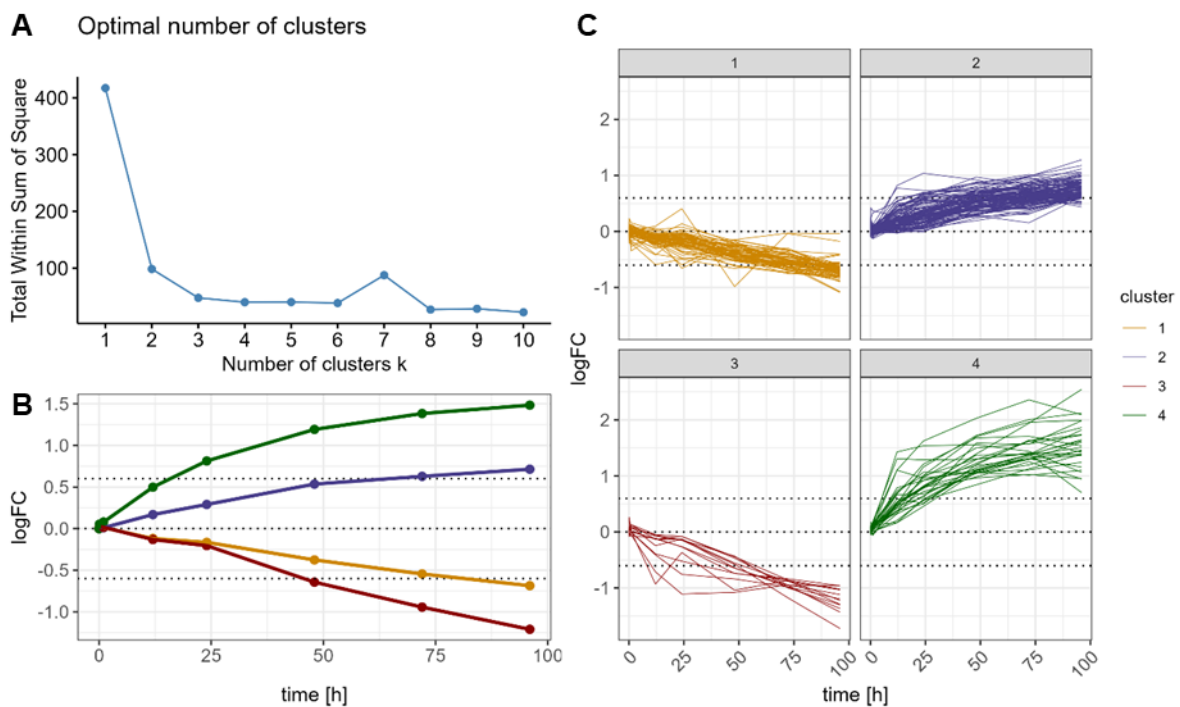 A
Optimal number of clusters
Total Within Sum of Square
400
300
200
100
1 2 3 4 5 6 7 8 9 10
Number of clusters k
B
logFC
1.5
1.0
0.5
0.0
-0.5
-1.0
0 25 50 75 100
time [h]
C
1 2
logFC
2
1
0
-1
3 4
2
1
0
-1
0 25 50 75 100 0 25 50 75 100
time [h]
cluster
1
2
3
4